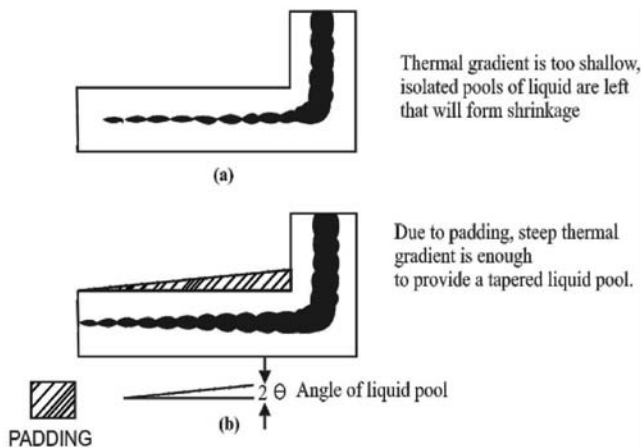 Thermal gradient is too shallow,
isolated pools of liquid are left
that will form shrinkage
(a)
Due to padding, steep thermal
gradient is enough
to provide a tapered liquid pool.
2 θ Angle of liquid pool
(b)
PADDING